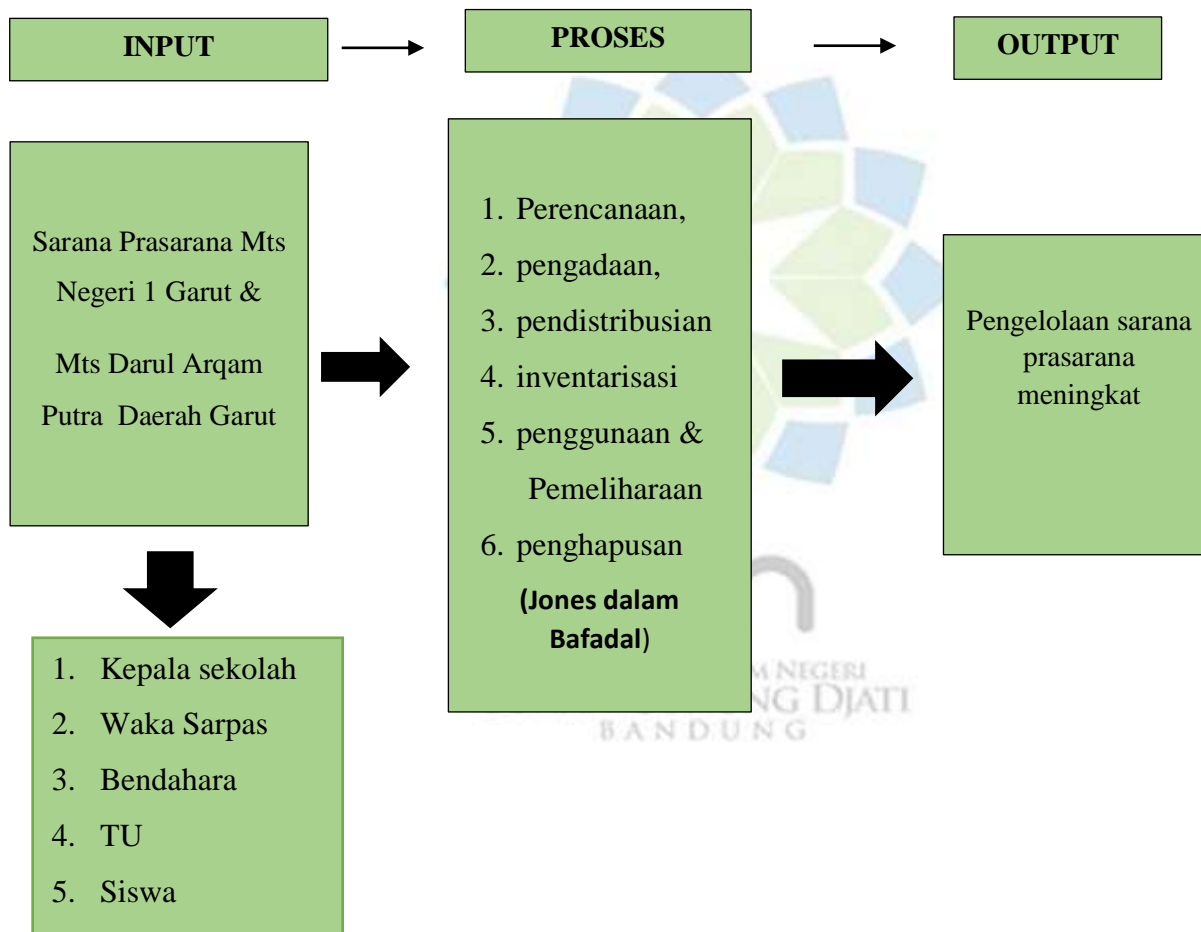 INPUT
PROSES
OUTPUT
Sarana Prasarana Mts
Negeri 1 Garut &
Mts Darul Arqam
Putra Daerah Garut
1. Perencanaan,
2. pengadaan,
3. pendistribusian
4. inventarisasi
5. penggunaan &
Pemeliharaan
6. penghapusan
(Jones dalam
Bafadal)
Pengelolaan sarana
prasarana
meningkat
1. Kepala sekolah
2. Waka Sarpas
3. Bendahara
4. TU
5. Siswa
NEGERI
DJATI
BANDUNG